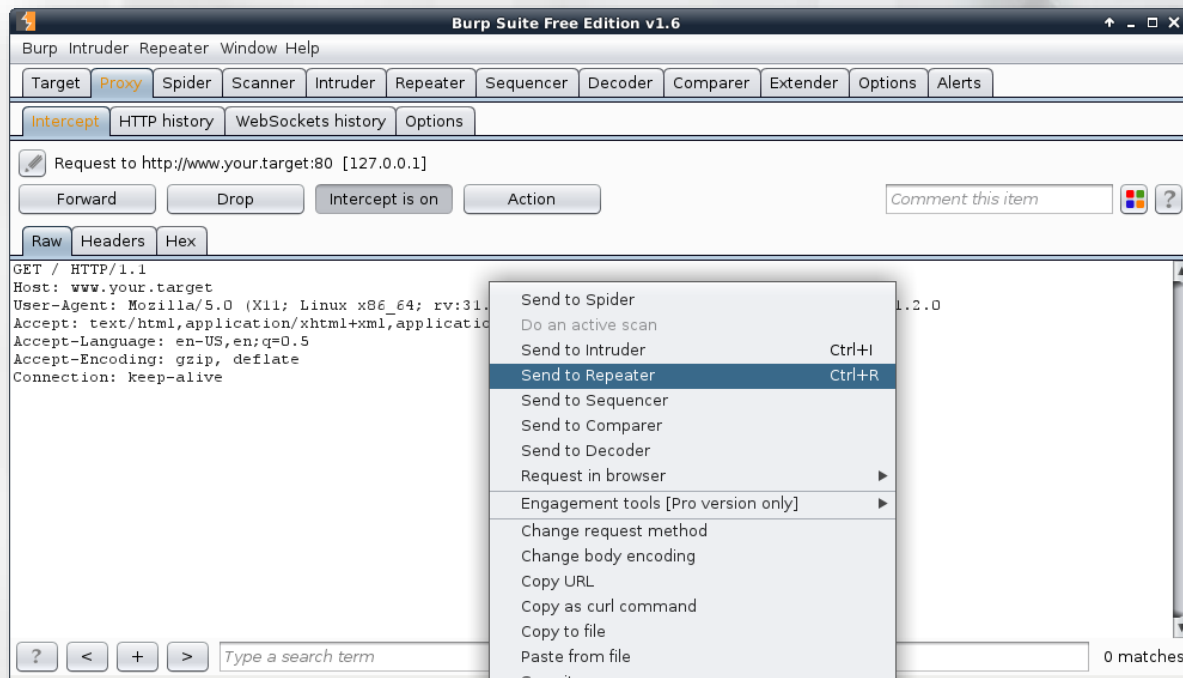 Burp Suite Free Edition v1.6
Burp Intruder Repeater Window Help
Target Proxy Spider Scanner Intruder Repeater Sequencer Decoder Comparer Extender Options Alerts
Intercept HTTP history WebSockets history Options
Request to http://www.your.target:80 [127.0.0.1]
Forward Drop Intercept is on Action Comment this item ?
Raw Headers Hex
GET / HTTP/1.1
Host: www.your.target
User-Agent: Mozilla/5.0 (X11; Linux x86_64; rv:31. 1.2.0
Accept: text/html,application/xhtml+xml,applicatio
Accept-Language: en-US,en;q=0.5
Accept-Encoding: gzip, deflate
Connection: keep-alive
Send to Spider
Do an active scan
Send to Intruder Ctrl+I
Send to Repeater Ctrl+R
Send to Sequencer
Send to Comparer
Send to Decoder
Request in browser
Engagement tools [Pro version only]
Change request method
Change body encoding
Copy URL
Copy as curl command
Copy to file
Paste from file
? < + > Type a search term 0 matches